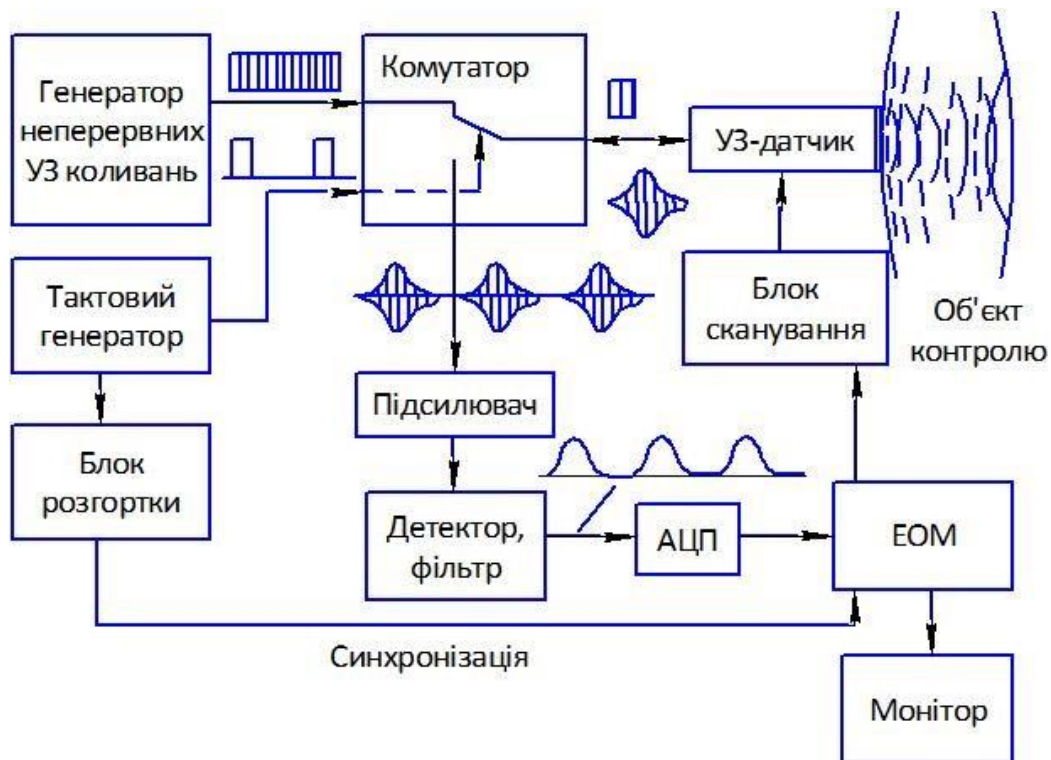 Генератор
неперервних
УЗ коливань
Комутатор
УЗ-датчик
Тактовий
генератор
Блок
сканування
Об'єкт
контролю
Підсилювач
Блок
розгортки
Детектор,
фільтр
АЦП
ЕОМ
Синхронізація
Монітор